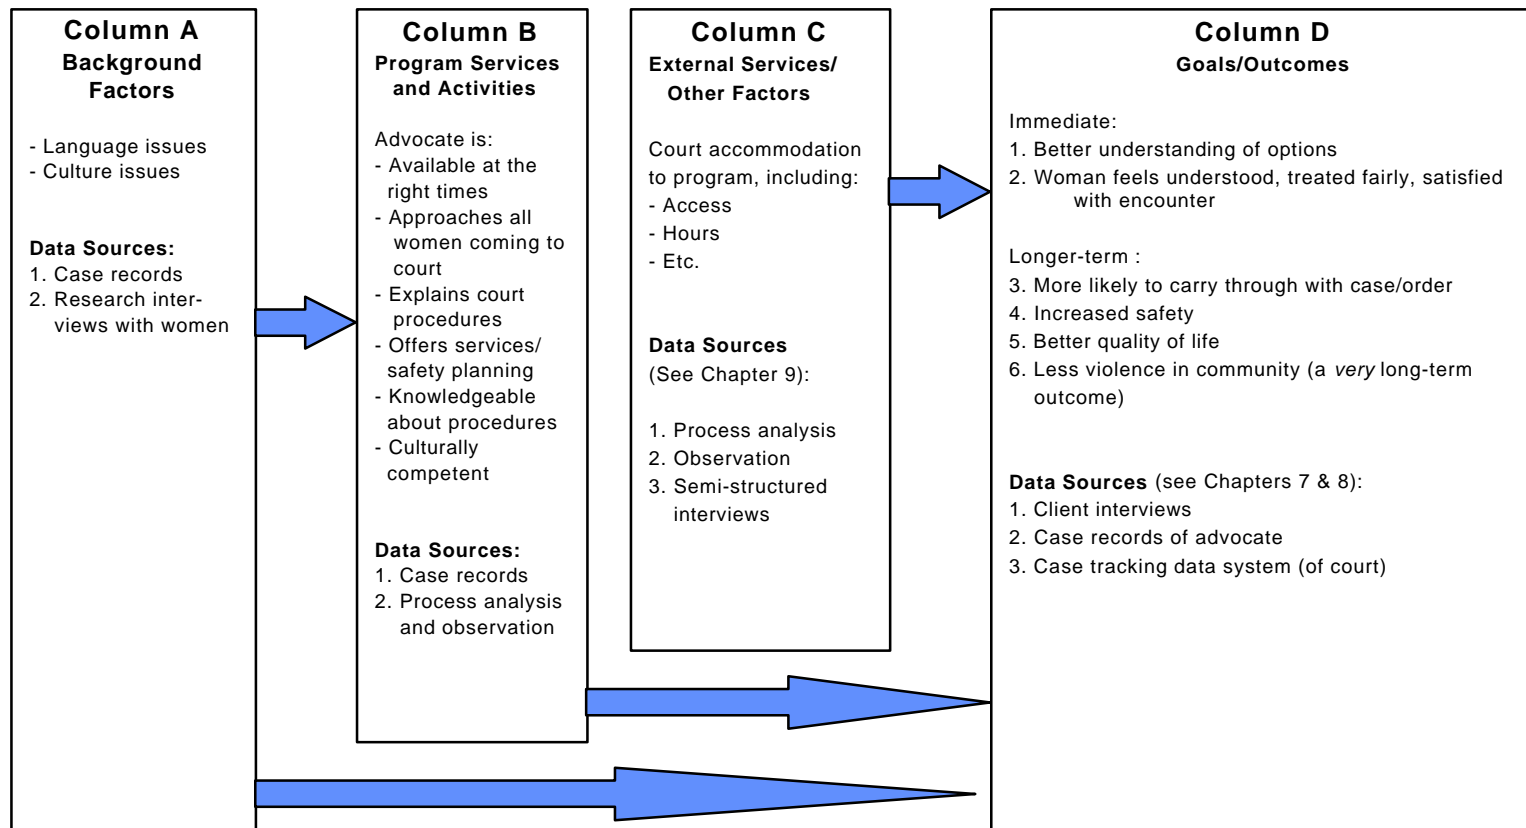 Column A
Background
Factors
- Language issues
- Culture issues
Data Sources:
1. Case records
2. Research inter-
views with women
Column B
Program Services
and Activities
Advocate is:
- Available at the
right times
- Approaches all
women coming to
court
- Explains court
procedures
- Offers services/
safety planning
- Knowledgeable
about procedures
- Culturally
competent
Data Sources:
1. Case records
2. Process analysis
and observation
Column C
External Services/
Other Factors
Court accommodation
to program, including:
- Access
- Hours
- Etc.
Data Sources
(See Chapter 9):
1. Process analysis
2. Observation
3. Semi-structured
interviews
Column D
Goals/Outcomes
Immediate:
1. Better understanding of options
2. Woman feels understood, treated fairly, satisfied
with encounter
Longer-term :
3. More likely to carry through with case/order
4. Increased safety
5. Better quality of life
6. Less violence in community (a very long-term
outcome)
Data Sources (see Chapters 7 & 8):
1. Client interviews
2. Case records of advocate
3. Case tracking data system (of court)